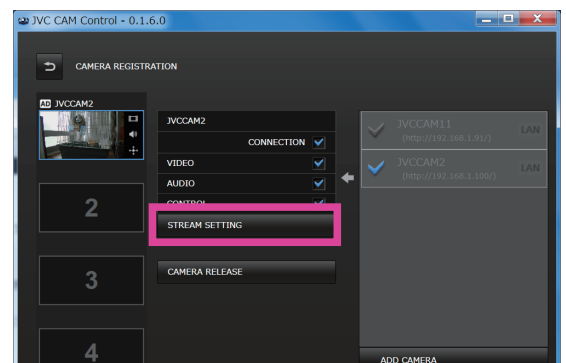 JVC CAM Control - 0.1.6.0
CAMERA REGISTRATION
AD JVCCAM2
JVCCAM2
CONNECTION
VIDEO
AUDIO
CONTROL
STREAM SETTING
CAMERA RELEASE
2
3
4
JVCCAM11
(http://192.168.1.91/)
LAN
JVCCAM2
(http://192.168.1.100/)
LAN
ADD CAMERA